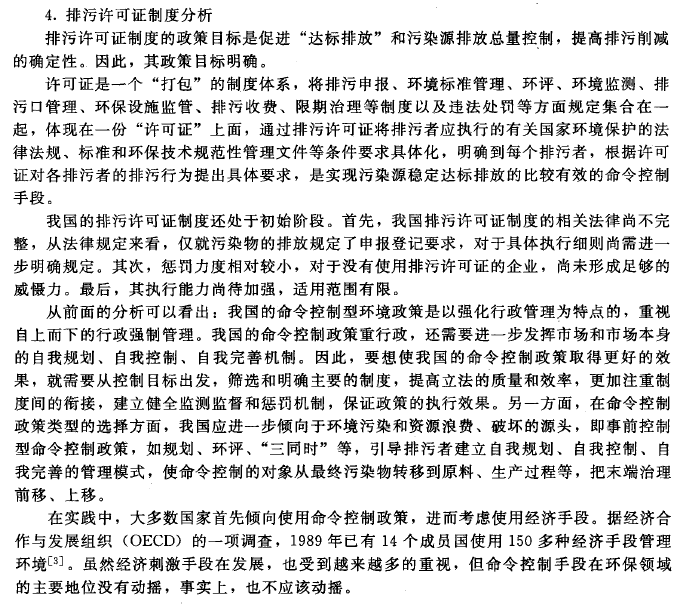 4. 排污许可证制度分析
排污许可证制度的政策目标是促进“达标排放”和污染源排放总量控制，提高排污削减
的确定性。因此，其政策目标明确。
许可证是一个“打包”的制度体系，将排污申报、环境标准管理、环评、环境监测、排
污口管理、环保设施监管、排污收费、限期治理等制度以及违法处罚等方面规定集合在一
起，体现在一份“许可证”上面，通过排污许可证将排污者应执行的有关国家环境保护的法
律法规、标准和环保技术规范性管理文件等条件要求具体化，明确到每个排污者，根据许可
证对各排污者的排污行为提出具体要求，是实现污染源稳定达标排放的比较有效的命令控制
手段。
我国的排污许可证制度还处于初始阶段。首先，我国排污许可证制度的相关法律尚不完
整，从法律规定来看，仅就污染物的排放规定了申报登记要求，对于具体执行细则尚需进一
步明确规定。其次，惩罚力度相对较小，对于没有使用排污许可证的企业，尚未形成足够的
威慑力。最后，其执行能力尚待加强，适用范围有限。
从前面的分析可以看出：我国的命令控制型环境政策是以强化行政管理为特点的，重视
自上而下的行政强制管理。我国的命令控制政策重行政，还需要进一步发挥市场和市场本身
的自我规划、自我控制、自我完善机制。因此，要想使我国的命令控制政策取得更好的效
果，就需要从控制目标出发，筛选和明确主要的制度，提高立法的质量和效率，更加注重制
度间的衔接，建立健全监测监督和惩罚机制，保证政策的执行效果。另一方面，在命令控制
政策类型的选择方面，我国应进一步倾向于环境污染和资源浪费、破坏的源头，即事前控制
型命令控制政策，如规划、环评、“三同时”等，引导排污者建立自我规划、自我控制、自
我完善的管理模式，使命令控制的对象从最终污染物转移到原料、生产过程等，把末端治理
前移、上移。
在实践中，大多数国家首先倾向使用命令控制政策，进而考虑使用经济手段。据经济合
作与发展组织（OECD）的一项调查，1989年已有14个成员国使用150多种经济手段管理
环境[3]。虽然经济刺激手段在发展，也受到越来越多的重视，但命令控制手段在环保领域
的主要地位没有动摇，事实上，也不应该动摇。